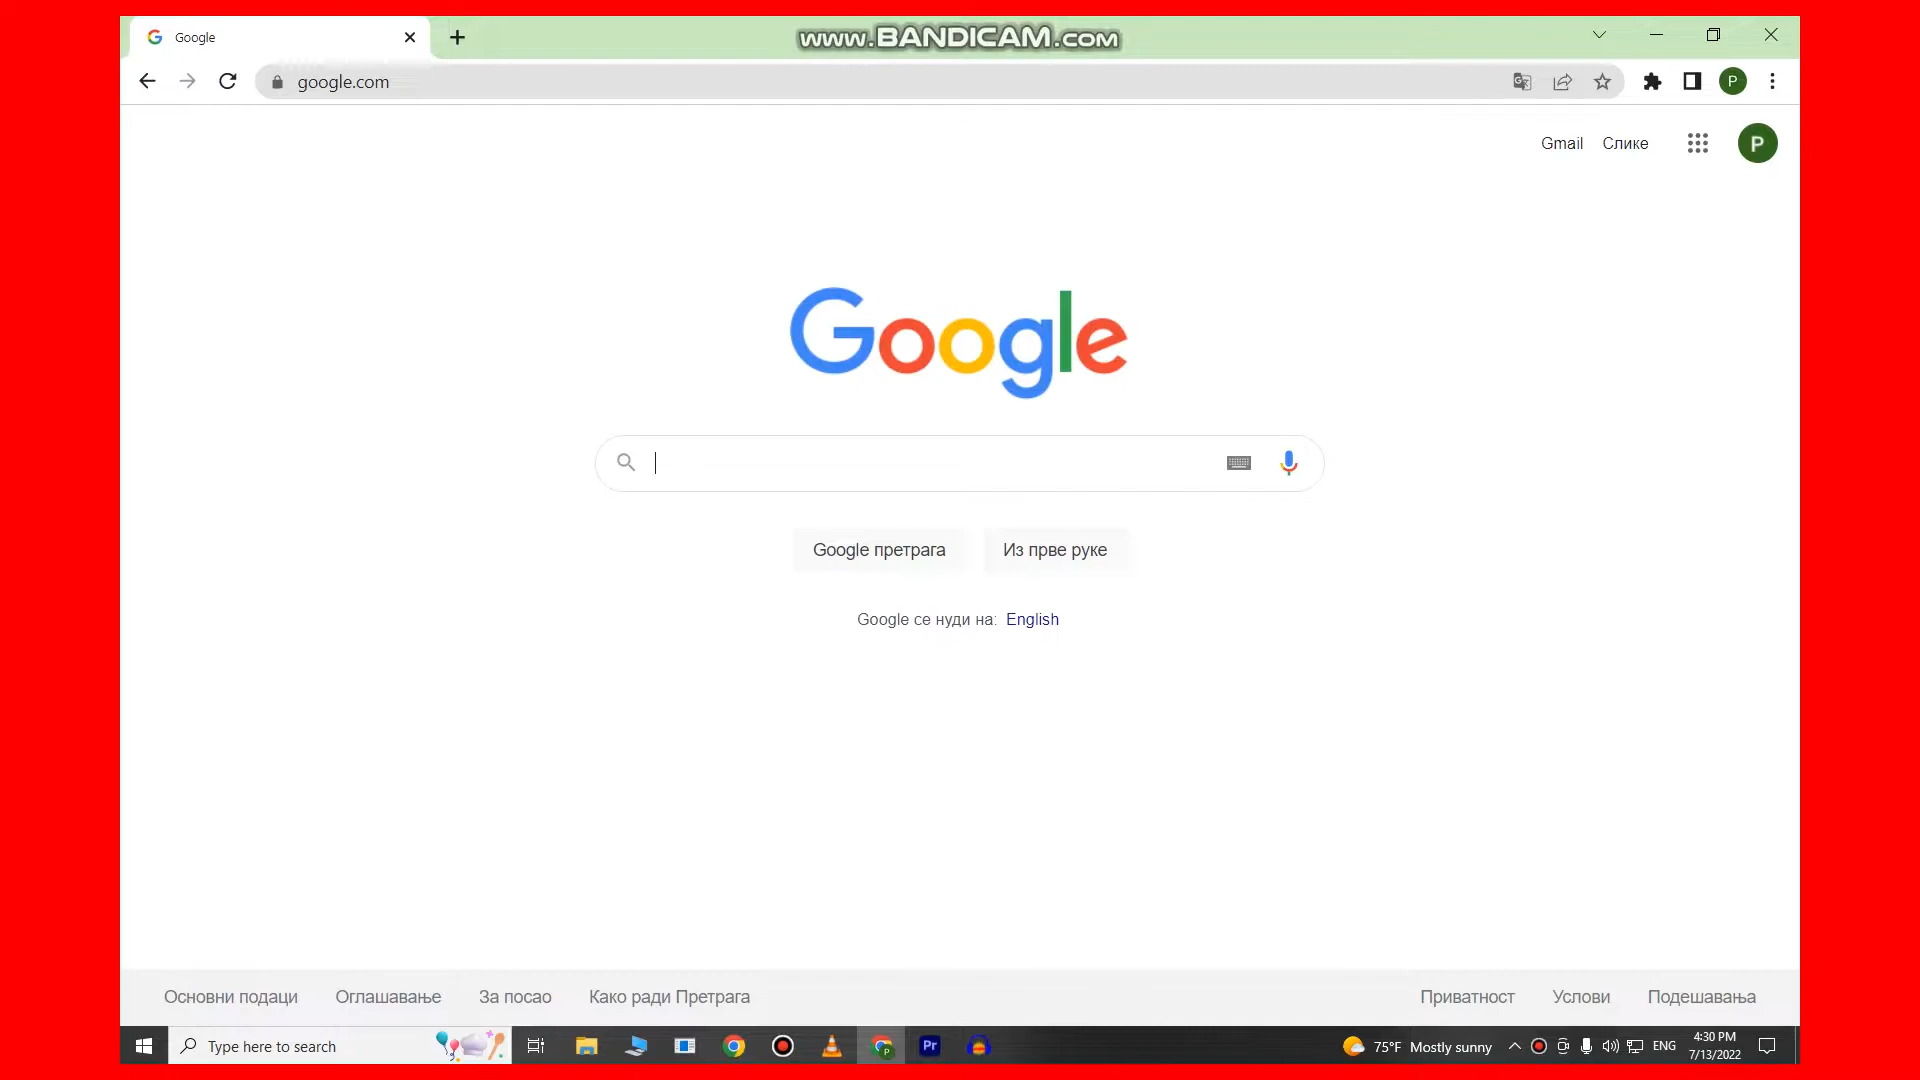 Google
www.BANDICAM.com
google.com
Gmail Слике
P
P
Google
Google претрага Из прве руке
Google се нуди на: English
Основни подаци Оглашавање За посао Како ради Претрага Приватност Услови Подешавања
Type here to search
Pr
75°F Mostly sunny
ENG
4:30 PM
7/13/2022